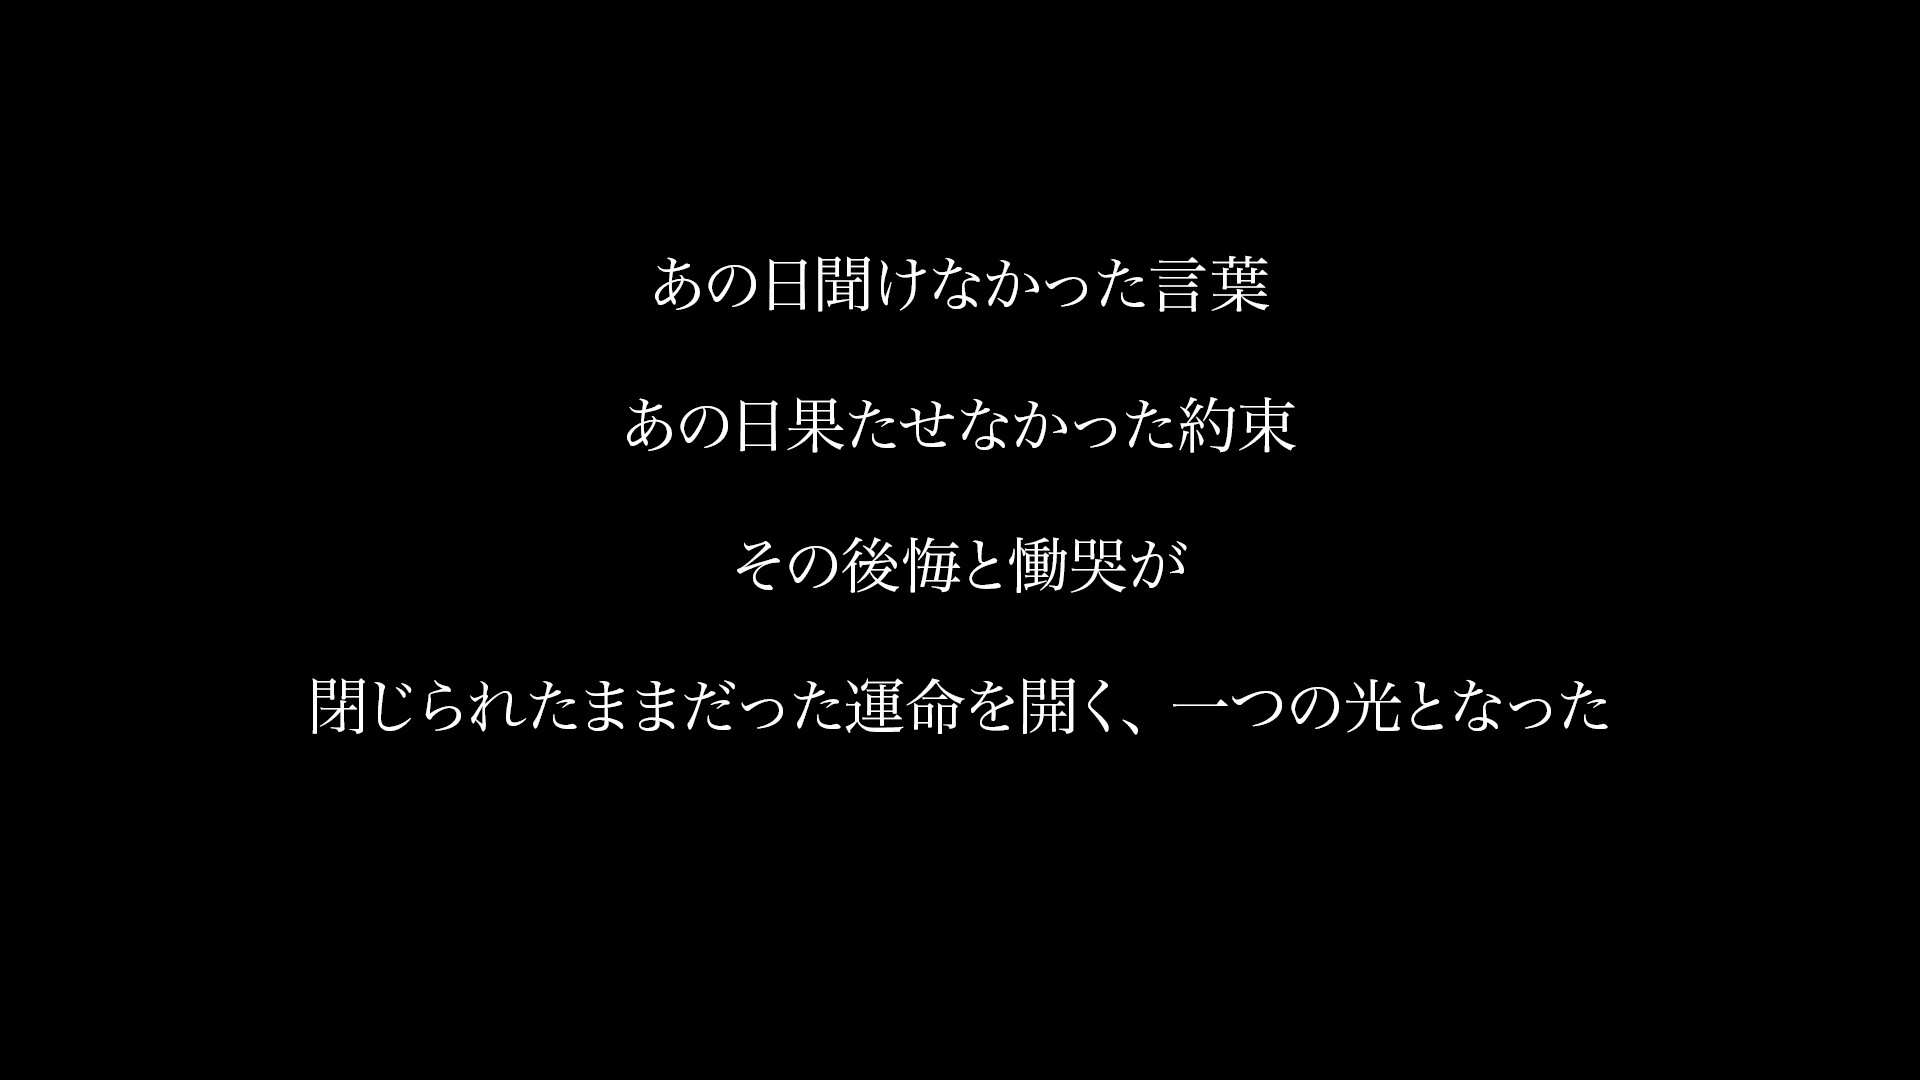 あの日聞けなかった言葉
あの日果たせなかった約束
その後悔と慟哭が
閉じられたままだった運命を開く、一つの光となった